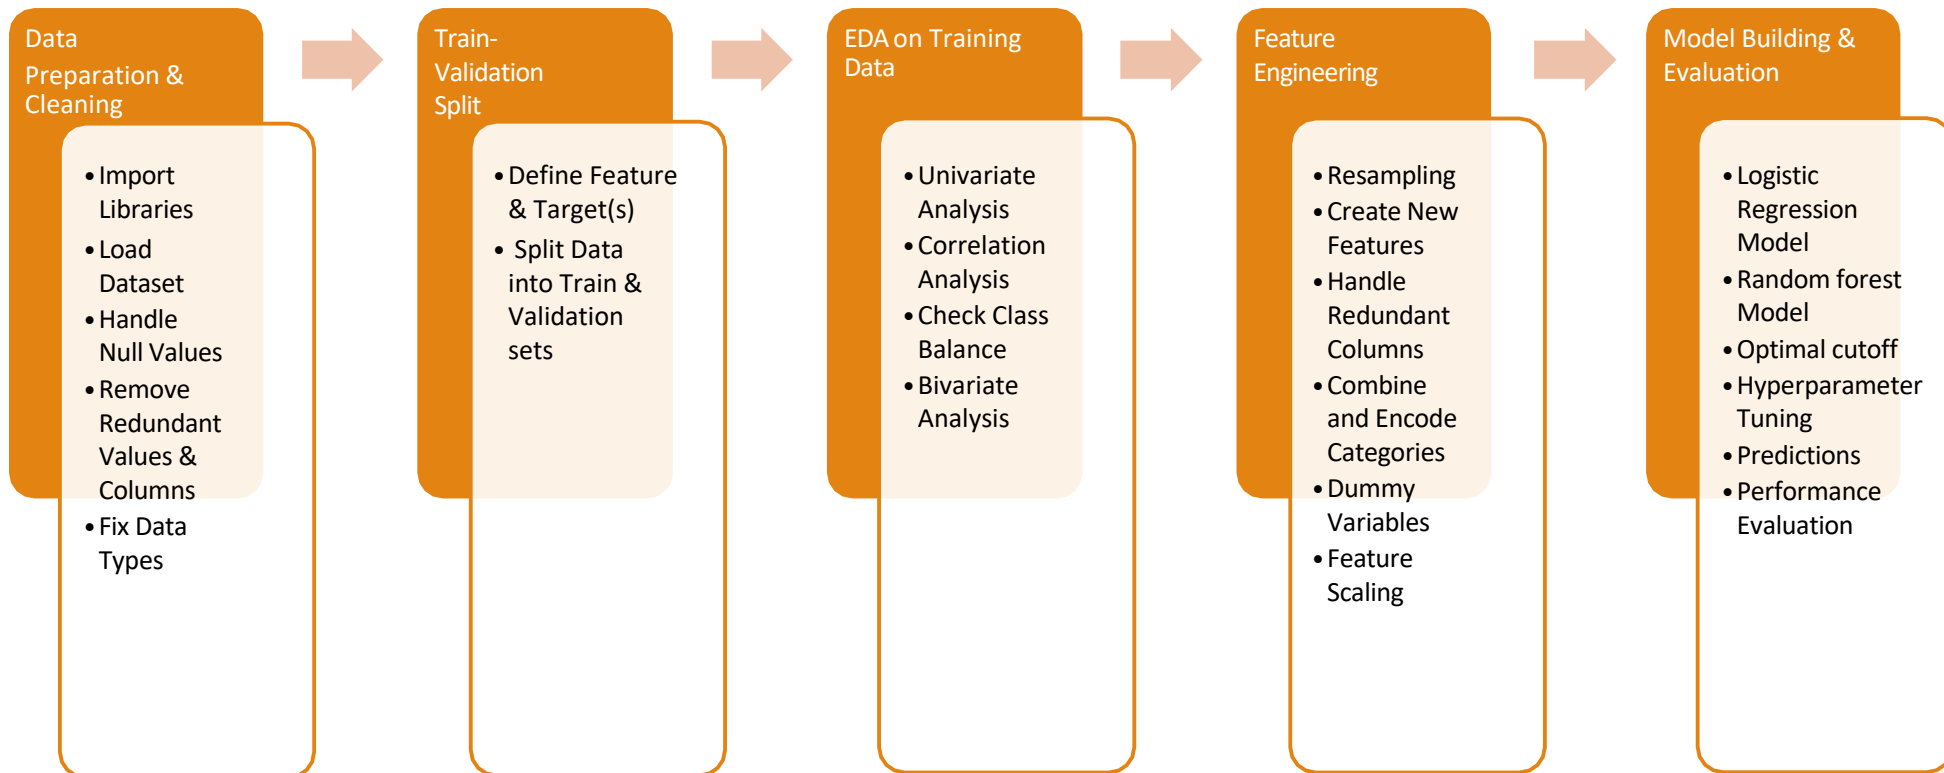 Data
Preparation &
Cleaning
• Import
Libraries
• Load
Dataset
• Handle
Null Values
• Remove
Redundant
Values &
Columns
• Fix Data
Types
Train-
Validation
Split
• Define Feature
& Target(s)
• Split Data
into Train &
Validation
sets
EDA on Training
Data
• Univariate
Analysis
• Correlation
Analysis
• Check Class
Balance
• Bivariate
Analysis
Feature
Engineering
• Resampling
• Create New
Features
• Handle
Redundant
Columns
• Combine
and Encode
Categories
• Dummy
Variables
• Feature
Scaling
Model Building &
Evaluation
• Logistic
Regression
Model
• Random forest
Model
• Optimal cutoff
• Hyperparameter
Tuning
• Predictions
• Performance
Evaluation